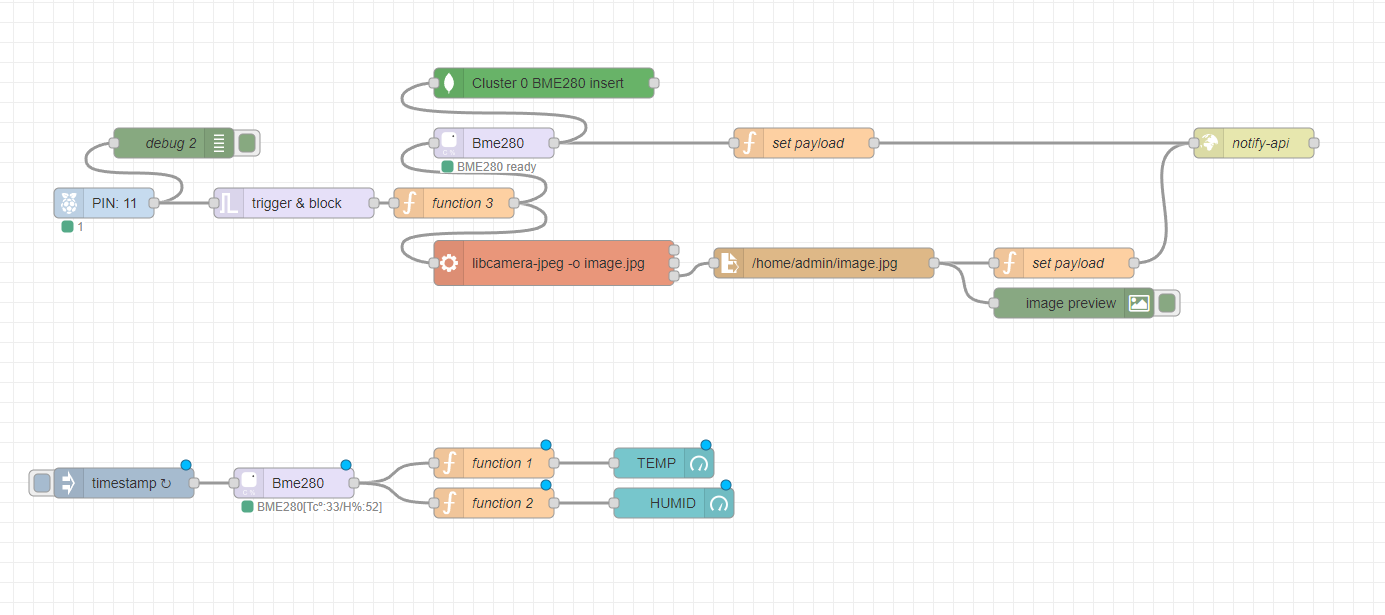 Cluster 0 BME280 insert
debug 2
Bme280
set payload
notify-api
BME280 ready
PIN: 11
trigger & block
function 3
1
libcamera-jpeg -o image.jpg
/home/admin/image.jpg
set payload
image preview
function 1
TEMP
timestamp ↻
Bme280
BME280[Tcº:33/H%:52]
function 2
HUMID